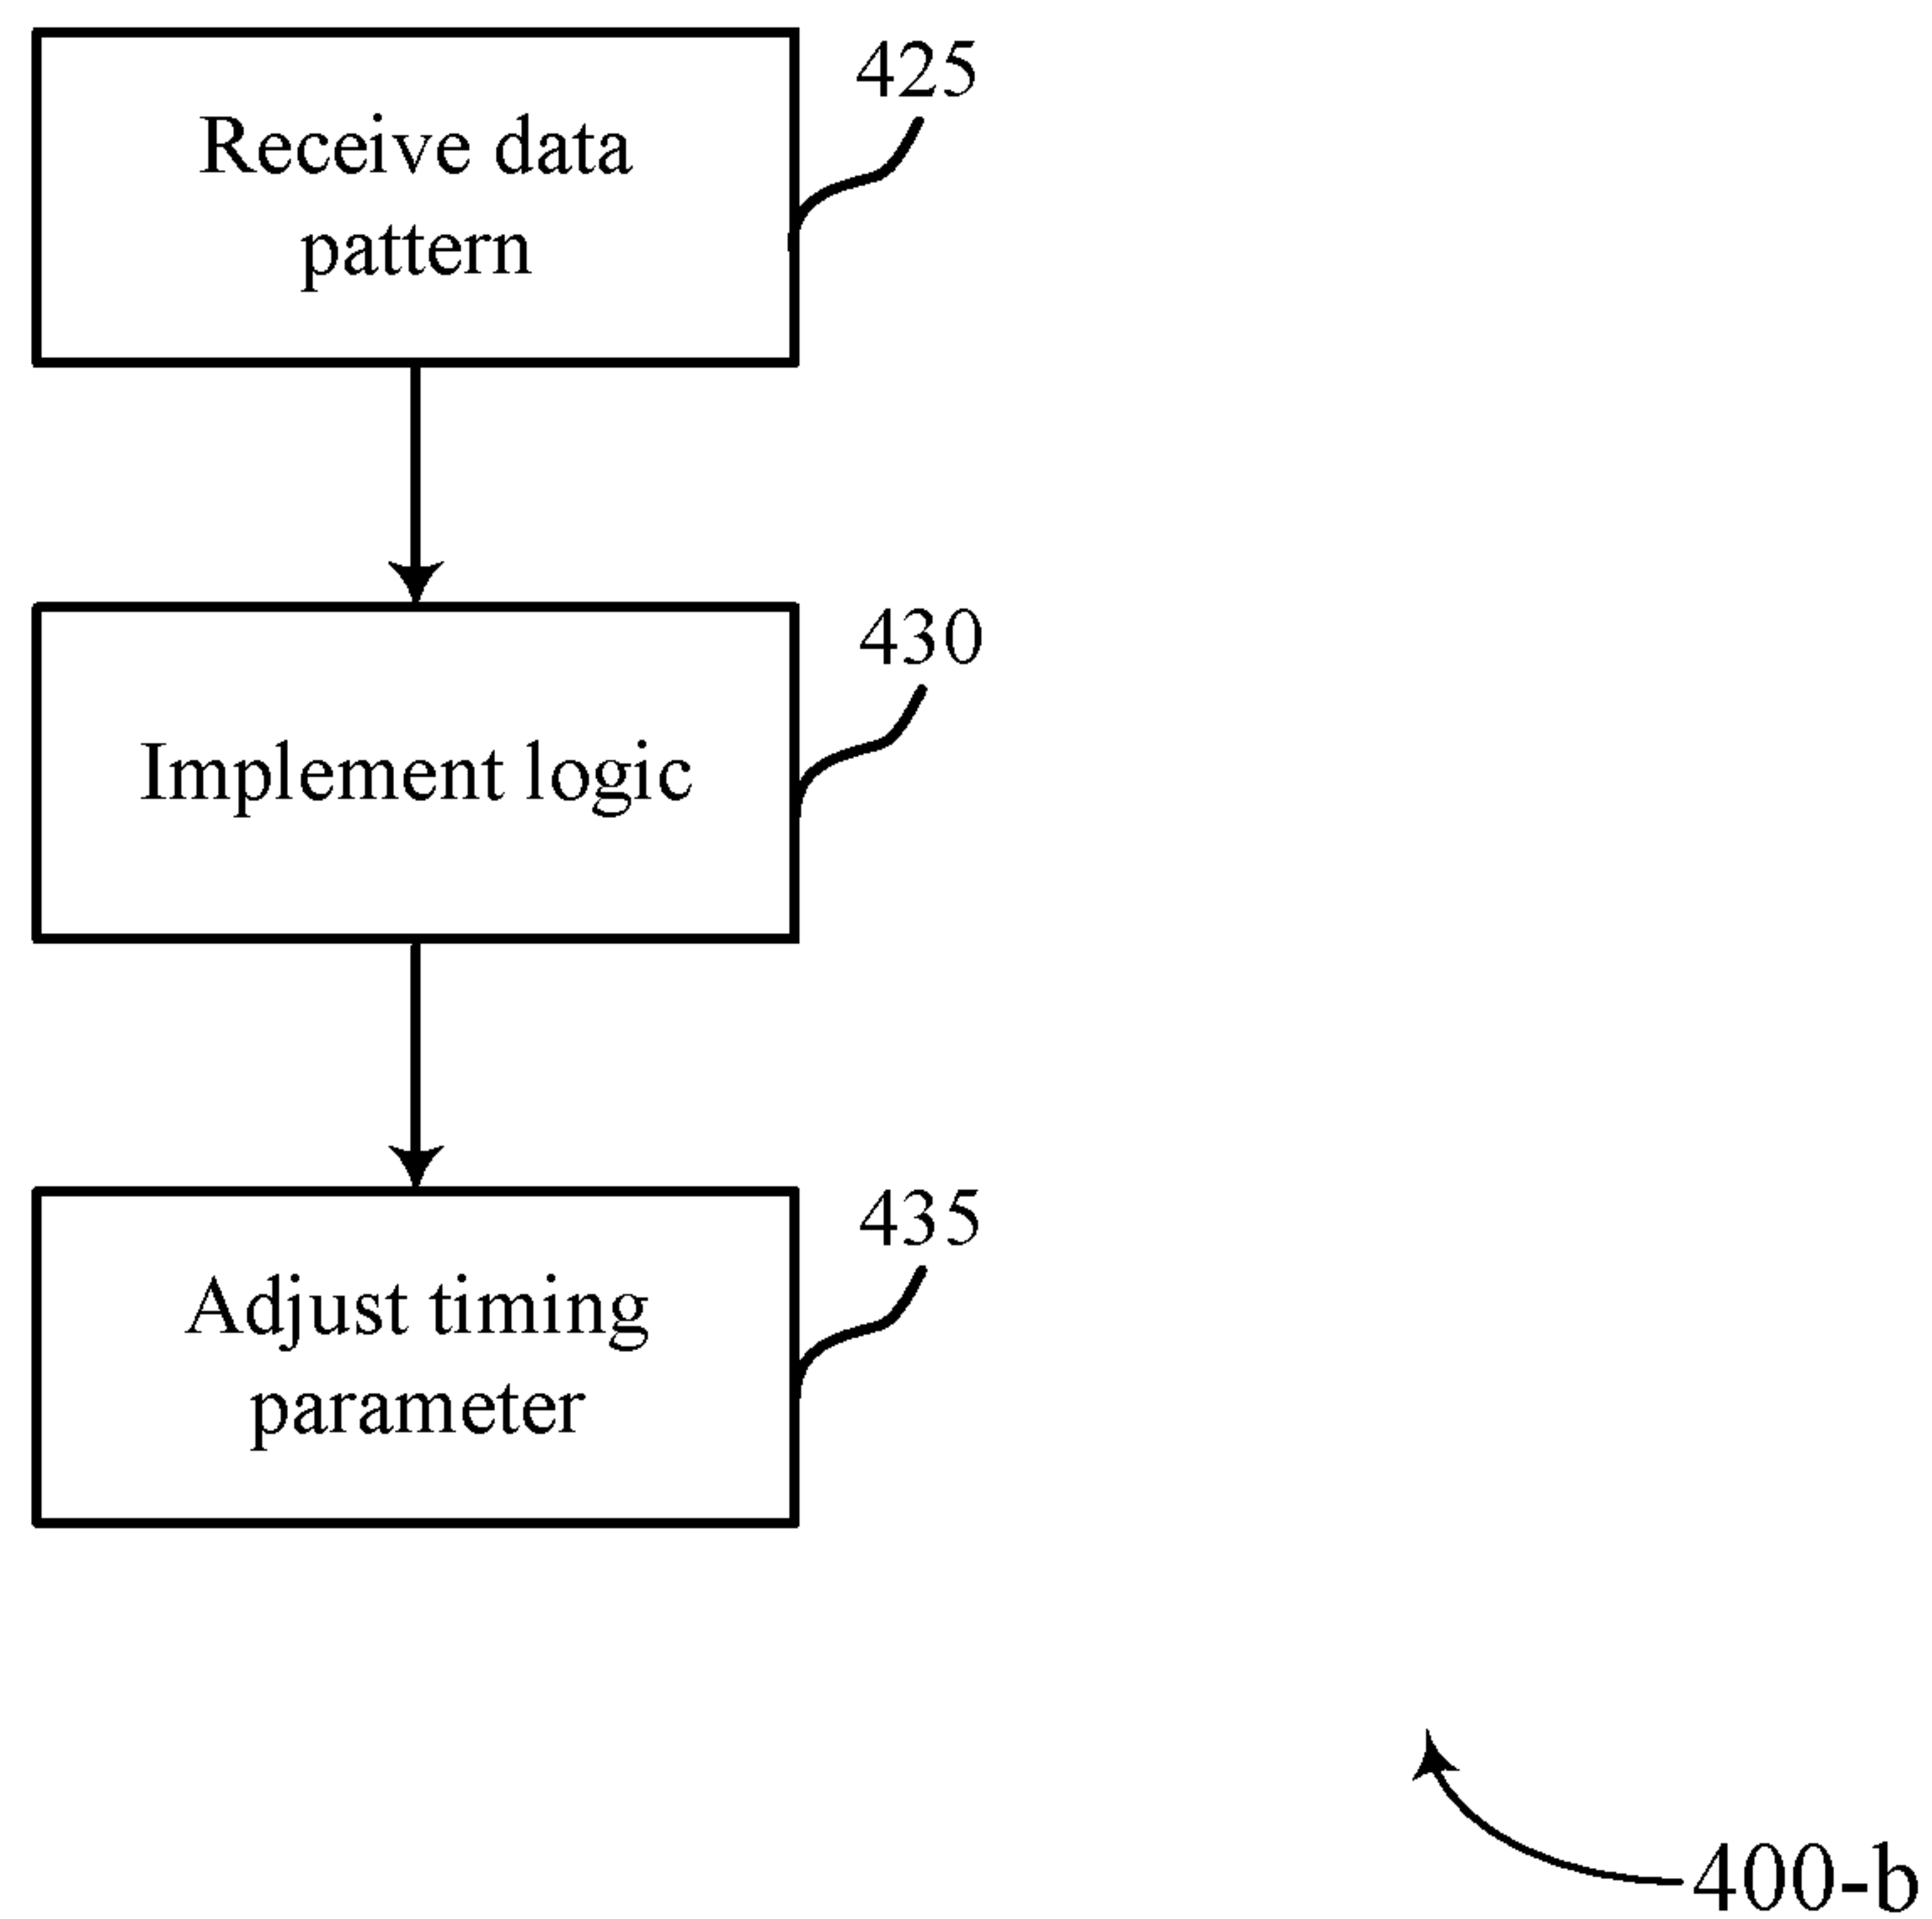 Receive data
pattern
425
Implement logic
430
Adjust timing
parameter
435
400-b